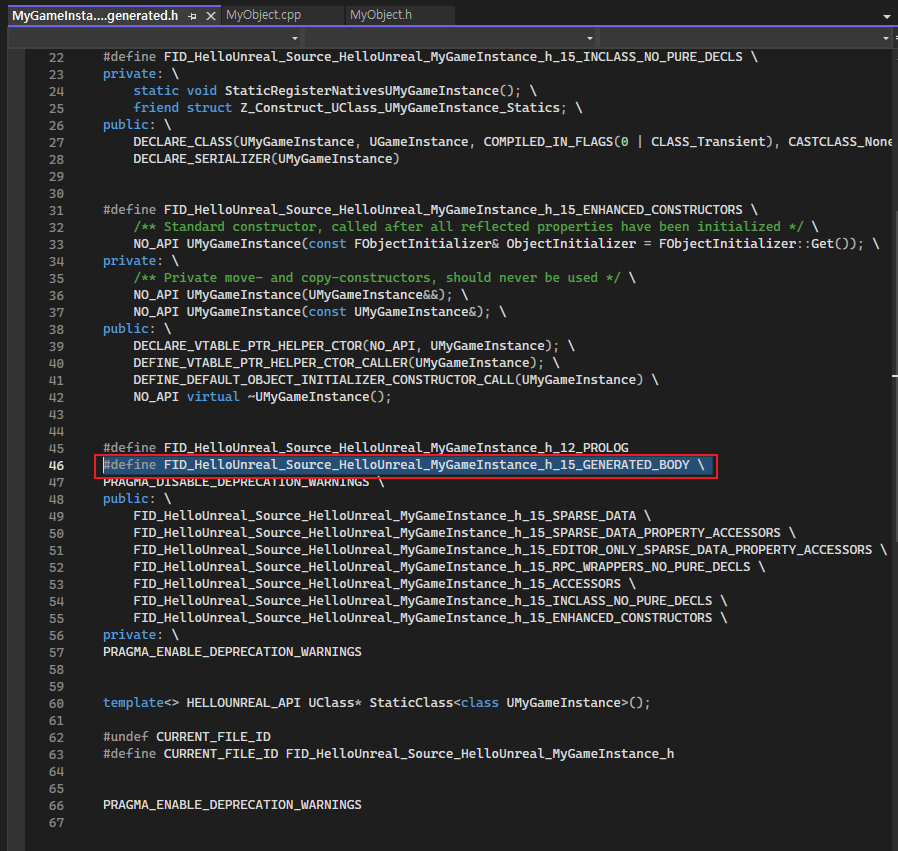 MyGameInsta....generated.h MyObject.cpp MyObject.h
22 #define FID_HelloUnreal_Source_HelloUnreal_MyGameInstance_h_15_INCLASS_NO_PURE_DECLS \
23 private: \
24 static void StaticRegisterNativesUMyGameInstance(); \
25 friend struct Z_Construct_UClass_UMyGameInstance_Statics; \
26 public: \
27 DECLARE_CLASS(UMyGameInstance, UGameInstance, COMPILED_IN_FLAGS(0 | CLASS_Transient), CASTCLASS_None
28 DECLARE_SERIALIZER(UMyGameInstance)
29
30
31 #define FID_HelloUnreal_Source_HelloUnreal_MyGameInstance_h_15_ENHANCED_CONSTRUCTORS \
32 /** Standard constructor, called after all reflected properties have been initialized */ \
33 NO_API UMyGameInstance(const FObjectInitializer& ObjectInitializer = FObjectInitializer::Get()); \
34 private: \
35 /** Private move- and copy-constructors, should never be used */ \
36 NO_API UMyGameInstance(UMyGameInstance&&); \
37 NO_API UMyGameInstance(const UMyGameInstance&); \
38 public: \
39 DECLARE_VTABLE_PTR_HELPER_CTOR(NO_API, UMyGameInstance); \
40 DEFINE_VTABLE_PTR_HELPER_CTOR_CALLER(UMyGameInstance); \
41 DEFINE_DEFAULT_OBJECT_INITIALIZER_CONSTRUCTOR_CALL(UMyGameInstance) \
42 NO_API virtual ~UMyGameInstance();
43
44
45 #define FID_HelloUnreal_Source_HelloUnreal_MyGameInstance_h_12_PROLOG
46 #define FID_HelloUnreal_Source_HelloUnreal_MyGameInstance_h_15_GENERATED_BODY \
47 PRAGMA_DISABLE_DEPRECATION_WARNINGS \
48 public: \
49 FID_HelloUnreal_Source_HelloUnreal_MyGameInstance_h_15_SPARSE_DATA \
50 FID_HelloUnreal_Source_HelloUnreal_MyGameInstance_h_15_SPARSE_DATA_PROPERTY_ACCESSORS \
51 FID_HelloUnreal_Source_HelloUnreal_MyGameInstance_h_15_EDITOR_ONLY_SPARSE_DATA_PROPERTY_ACCESSORS \
52 FID_HelloUnreal_Source_HelloUnreal_MyGameInstance_h_15_RPC_WRAPPERS_NO_PURE_DECLS \
53 FID_HelloUnreal_Source_HelloUnreal_MyGameInstance_h_15_ACCESSORS \
54 FID_HelloUnreal_Source_HelloUnreal_MyGameInstance_h_15_INCLASS_NO_PURE_DECLS \
55 FID_HelloUnreal_Source_HelloUnreal_MyGameInstance_h_15_ENHANCED_CONSTRUCTORS \
56 private: \
57 PRAGMA_ENABLE_DEPRECATION_WARNINGS
58
59
60 template<> HELLOUNREAL_API UClass* StaticClass<class UMyGameInstance>();
61
62 #undef CURRENT_FILE_ID
63 #define CURRENT_FILE_ID FID_HelloUnreal_Source_HelloUnreal_MyGameInstance_h
64
65
66 PRAGMA_ENABLE_DEPRECATION_WARNINGS
67